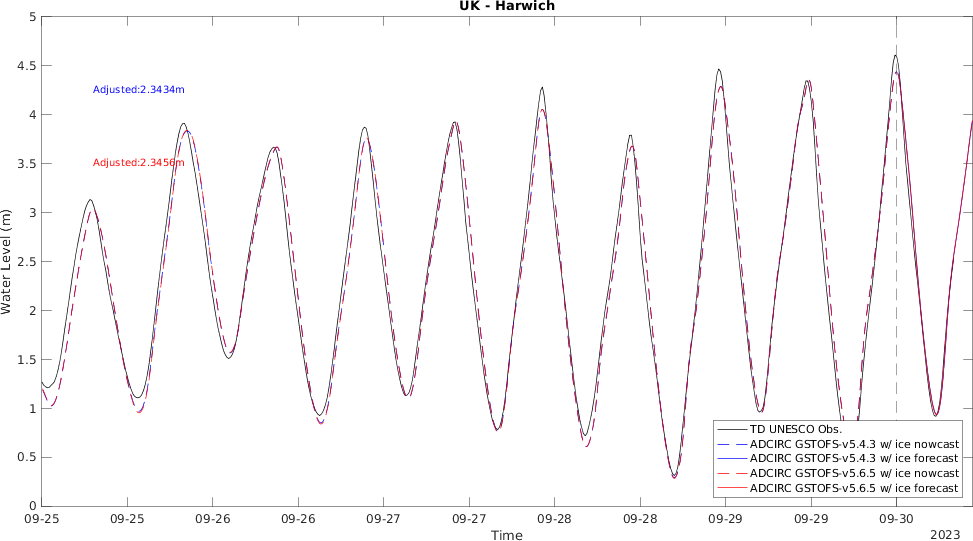 UK - Harwich
5
4.5
4
3.5
3
2.5
2
1.5
1
0.5
0
Water Level (m)
Adjusted:2.3434m
Adjusted:2.3456m
TD UNESCO Obs.
ADCIRC GSTOFS-v5.4.3 w/ ice nowcast
ADCIRC GSTOFS-v5.4.3 w/ ice forecast
ADCIRC GSTOFS-v5.6.5 w/ ice nowcast
ADCIRC GSTOFS-v5.6.5 w/ ice forecast
09-25 09-25 09-26 09-26 09-27 09-27 09-28 09-28 09-29 09-29 09-30
Time
2023